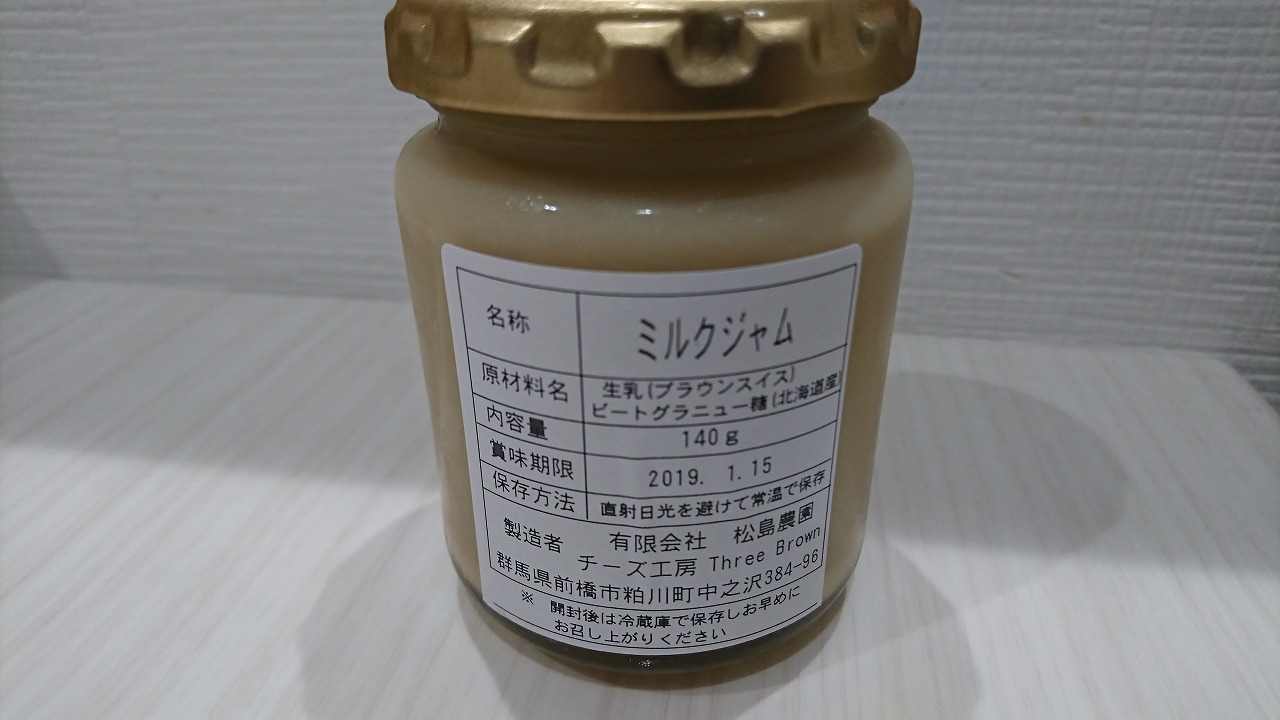 名称 ミルクジャム
原材料名 生乳(ブラウンスイス)
ビートグラニュー糖(北海道産)
内容量 140g
賞味期限 2019. 1.15
保存方法 直射日光を避けて常温で保存
製造者 有限会社 松島農園
チーズ工房 Three Brown
群馬県前橋市粕川町中之沢384-96
※ 開封後は冷蔵庫で保存しお早めに
お召し上がりください